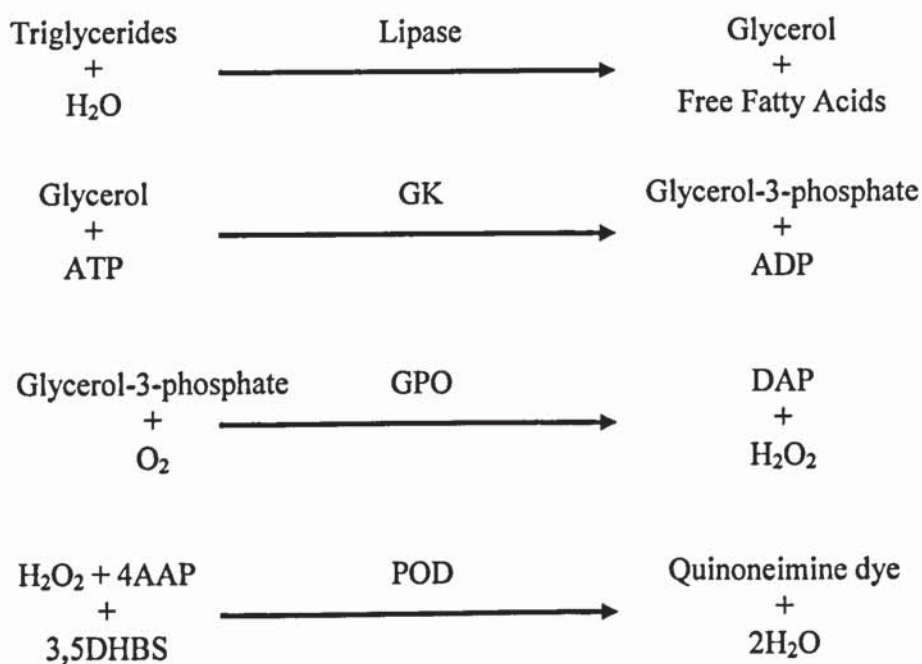 Triglycerides Lipase Glycerol
+ +
H₂O Free Fatty Acids
Glycerol GK Glycerol-3-phosphate
+ +
ATP ADP
Glycerol-3-phosphate GPO DAP
+ +
O₂ H₂O₂
H₂O₂ + 4AAP POD Quinoneimine dye
+ +
3,5DHBS 2H₂O